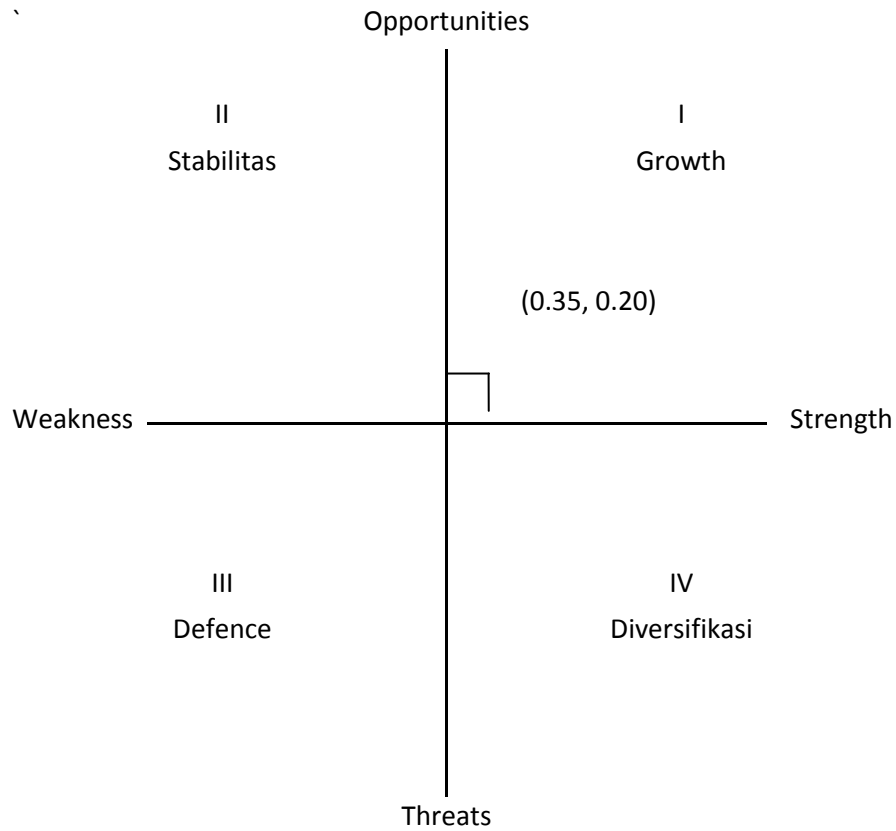 `
Opportunities
II
I
Stabilitas
Growth
(0.35, 0.20)
Weakness
Strength
III
IV
Defence
Diversifikasi
Threats